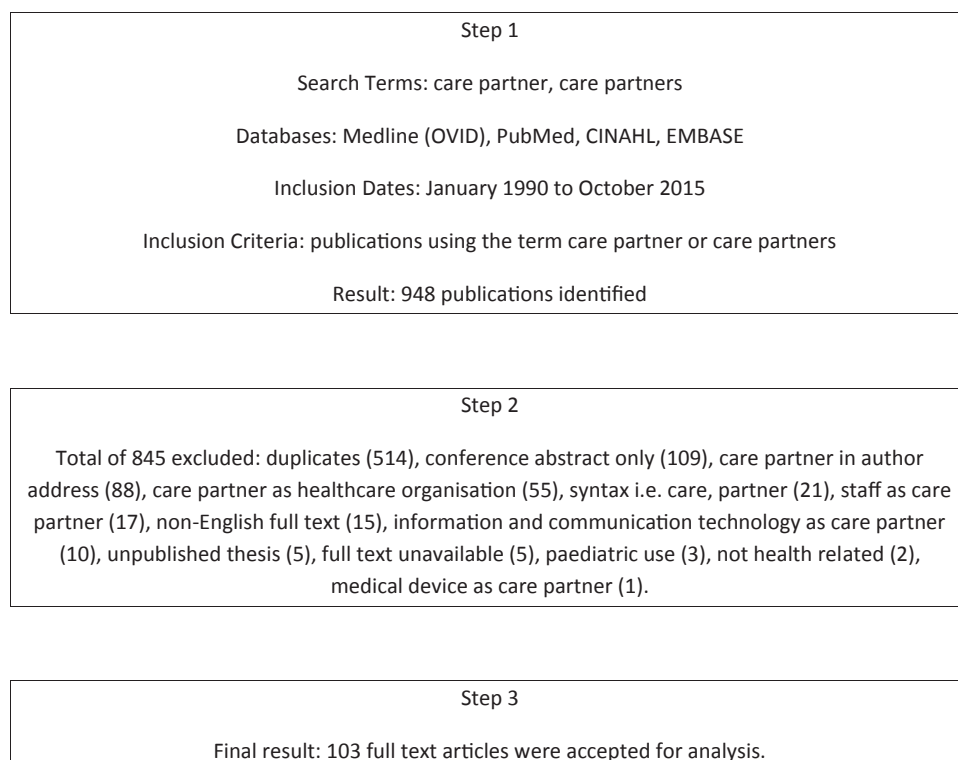 Step 1
Search Terms: care partner, care partners
Databases: Medline (OVID), PubMed, CINAHL, EMBASE
Inclusion Dates: January 1990 to October 2015
Inclusion Criteria: publications using the term care partner or care partners
Result: 948 publications identified
Step 2
Total of 845 excluded: duplicates (514), conference abstract only (109), care partner in author
address (88), care partner as healthcare organisation (55), syntax i.e. care, partner (21), staff as care
partner (17), non-English full text (15), information and communication technology as care partner
(10), unpublished thesis (5), full text unavailable (5), paediatric use (3), not health related (2),
medical device as care partner (1).
Step 3
Final result: 103 full text articles were accepted for analysis.